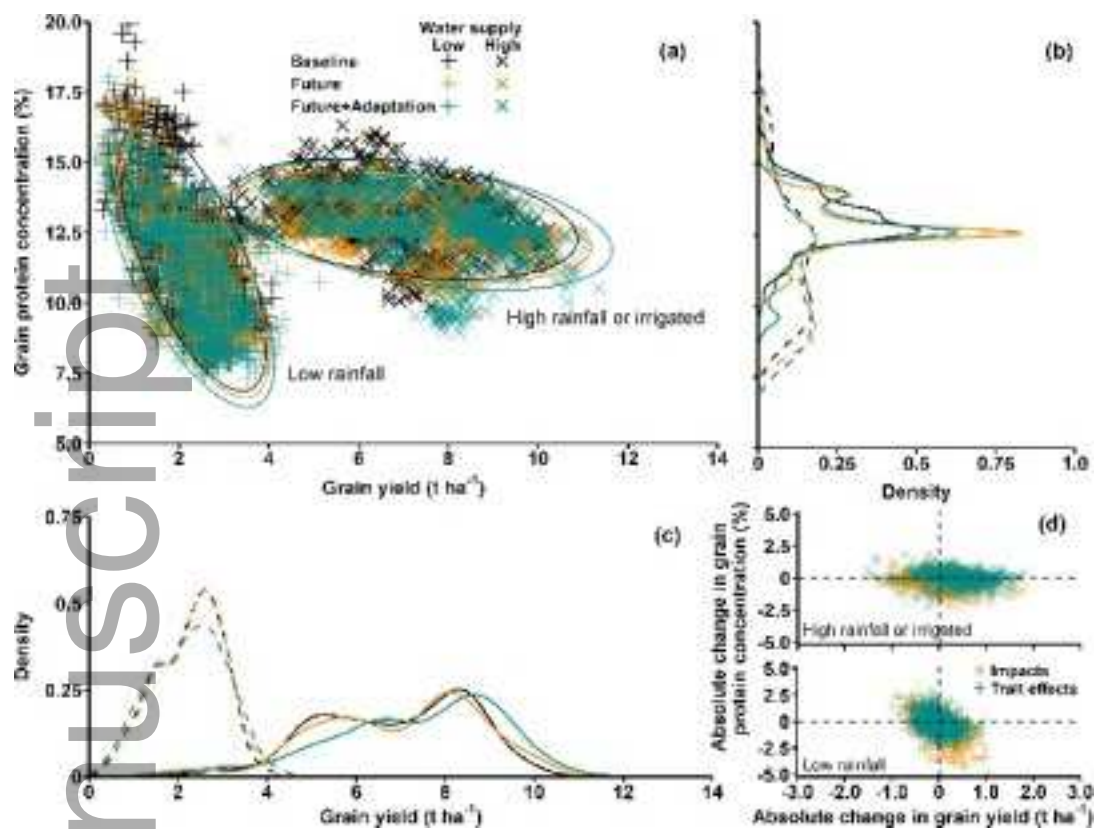 20.0
17.5
15.0
12.5
10.0
7.5
5.0
Grain protein concentration (%)
Water supply
Low High
Baseline
Future
Future+Adaptation
(a)
High rainfall or irrigated
Low rainfall
0 2 4 6 8 10 12 14
Grain yield (t ha⁻¹)
(b)
0 0.25 0.5 0.75 1.0
Density
0.75
0.5
0.25
0
Density
(c)
0 2 4 6 8 10 12 14
Grain yield (t ha⁻¹)
Absolute change in grain
protein concentration (%)
5.0
2.5
0
-2.5
-5.0
(d)
High rainfall or irrigated
5.0
2.5
0
-2.5
-5.0
Impacts
Trait effects
Low rainfall
-3.0 -2.0 -1.0 0 1.0 2.0 3.0
Absolute change in grain yield (t ha⁻¹)
nuscript